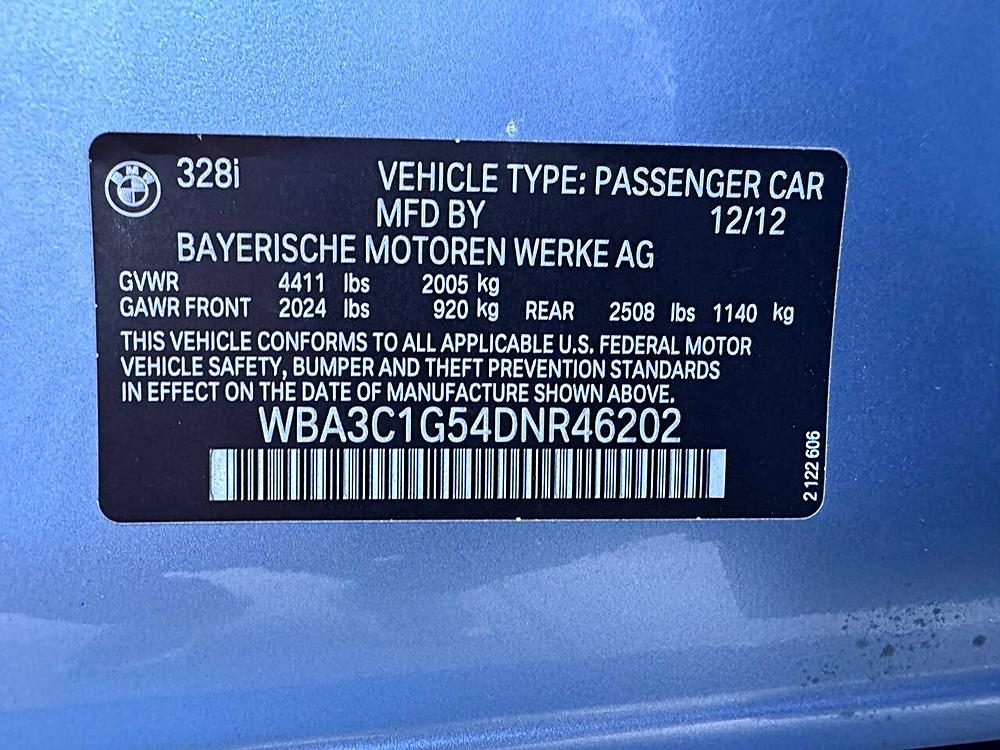 BMW
328i VEHICLE TYPE: PASSENGER CAR
MFD BY 12/12
BAYERISCHE MOTOREN WERKE AG
GVWR 4411 lbs 2005 kg
GAWR FRONT 2024 lbs 920 kg REAR 2508 lbs 1140 kg
THIS VEHICLE CONFORMS TO ALL APPLICABLE U.S. FEDERAL MOTOR
VEHICLE SAFETY, BUMPER AND THEFT PREVENTION STANDARDS
IN EFFECT ON THE DATE OF MANUFACTURE SHOWN ABOVE.
WBA3C1G54DNR46202
2 122 606